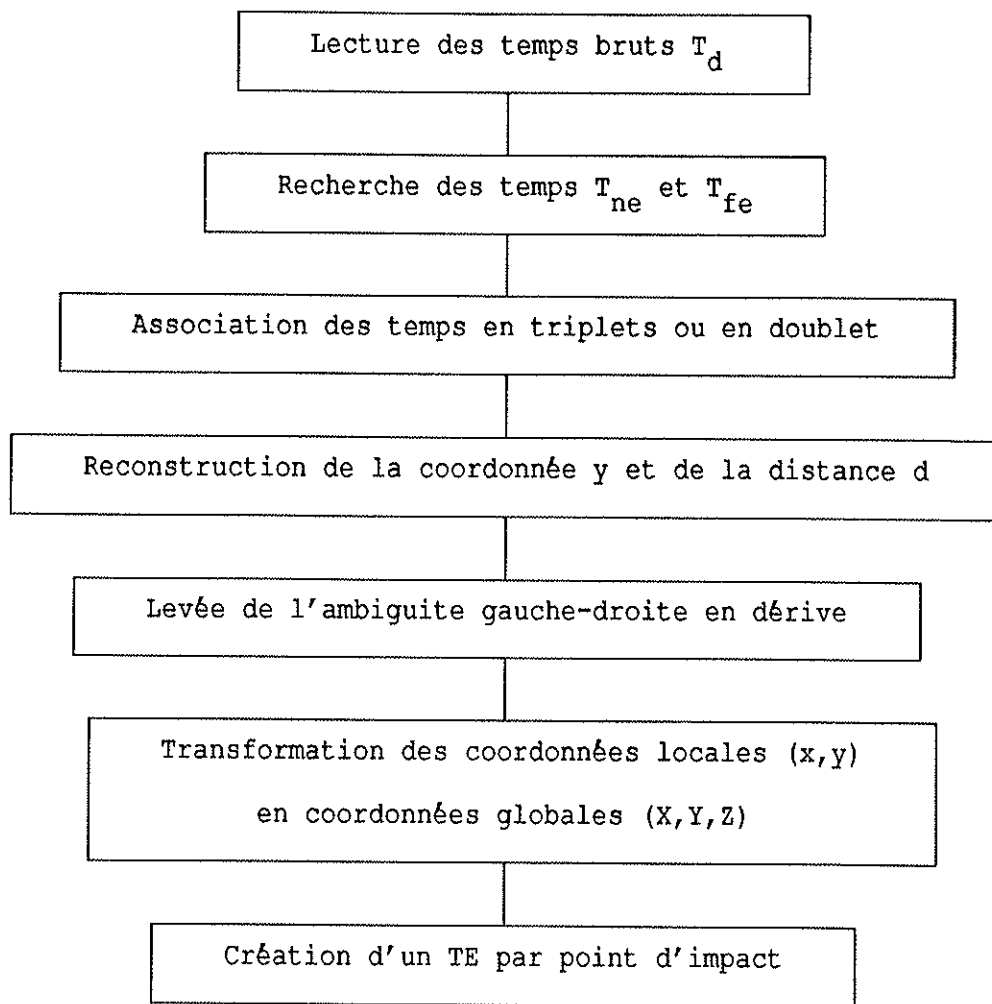 Lecture des temps bruts T_d
Recherche des temps T_ne et T_fe
Association des temps en triplets ou en doublet
Reconstruction de la coordonnée y et de la distance d
Levée de l'ambiguite gauche-droite en dérive
Transformation des coordonnées locales (x,y)
en coordonnées globales (X,Y,Z)
Création d'un TE par point d'impact